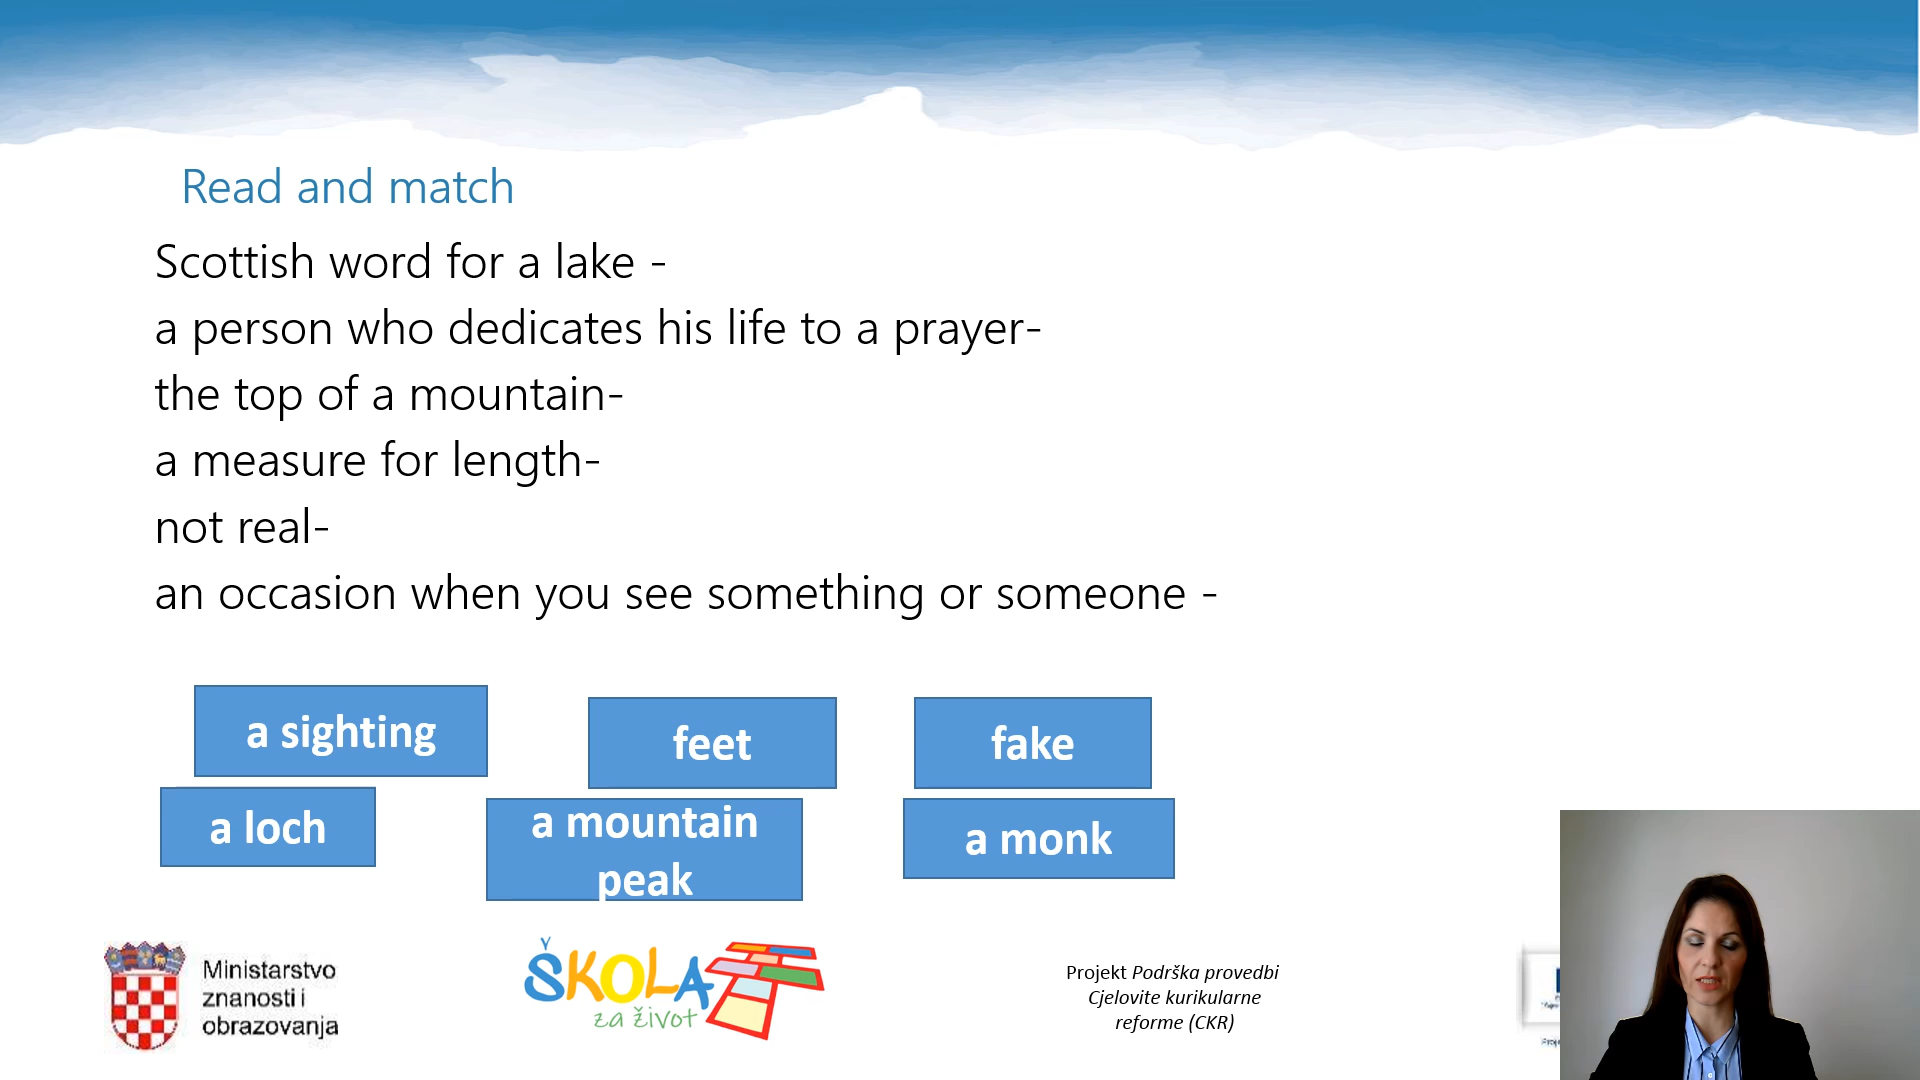 Read and match
Scottish word for a lake -
a person who dedicates his life to a prayer-
the top of a mountain-
a measure for length-
not real-
an occasion when you see something or someone -
a sighting
feet
fake
a loch
a mountain
peak
a monk
Ministarstvo
znanosti i
obrazovanja
ŠKOLA
za život
Projekt Podrška provedbi
Cjelovite kurikularne
reforme (CKR)